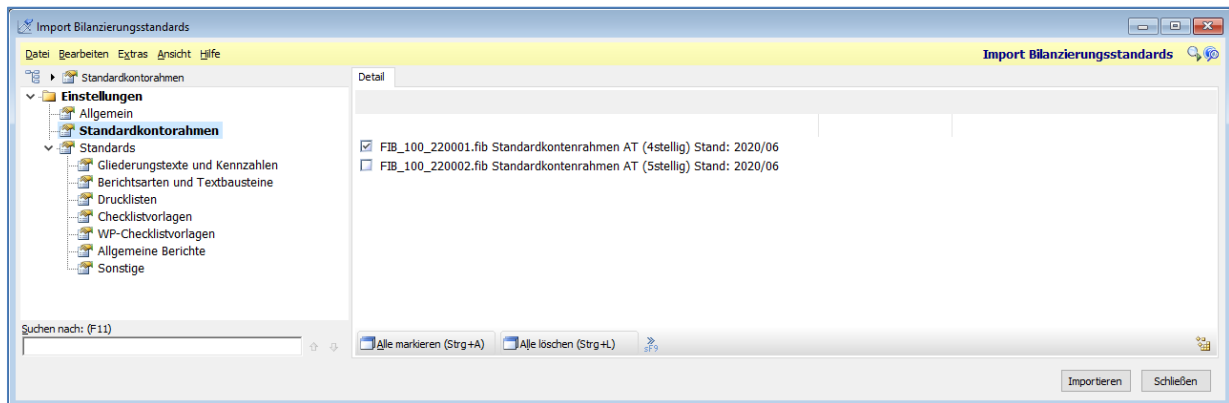 Import Bilanzierungsstandards
Datei Bearbeiten Extras Ansicht Hilfe
Import Bilanzierungsstandards
Standardkontorahmen
Detail
Einstellungen
Allgemein
Standardkontorahmen
Standards
Gliederungstexte und Kennzahlen
Berichtsarten und Textbausteine
Drucklisten
Checklistvorlagen
WP-Checklistvorlagen
Allgemeine Berichte
Sonstige
FIB_100_220001.fib Standardkontenrahmen AT (4stellig) Stand: 2020/06
FIB_100_220002.fib Standardkontenrahmen AT (5stellig) Stand: 2020/06
Suchen nach: (F11)
Alle markieren (Strg+A)
Alle löschen (Strg+L)
sF9
Importieren
Schließen